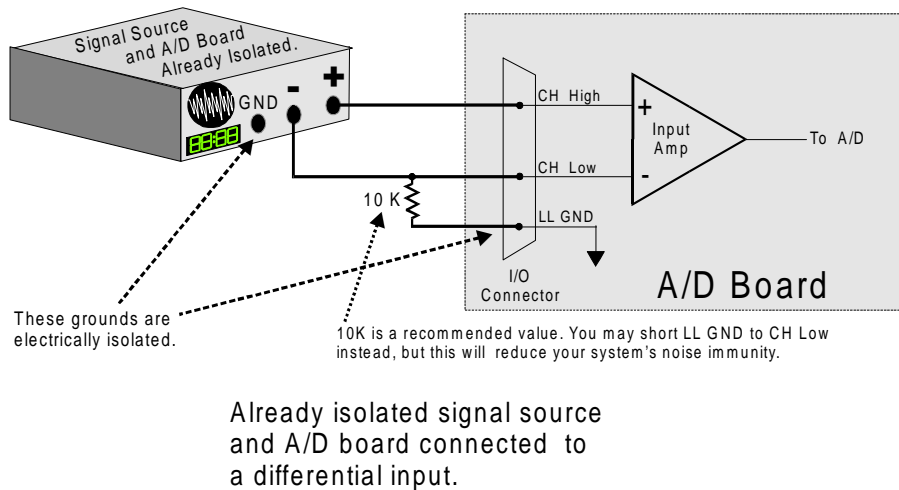 Signal Source
and A/D Board
Already Isolated.
GND
-
+
88:88
CH High
+
Input
Amp
To A/D
CH Low
-
10 K
LL GND
I/O
Connector
A/D Board
These grounds are
electrically isolated.
10K is a recommended value. You may short LL GND to CH Low
instead, but this will reduce your system's noise immunity.
Already isolated signal source
and A/D board connected to
a differential input.